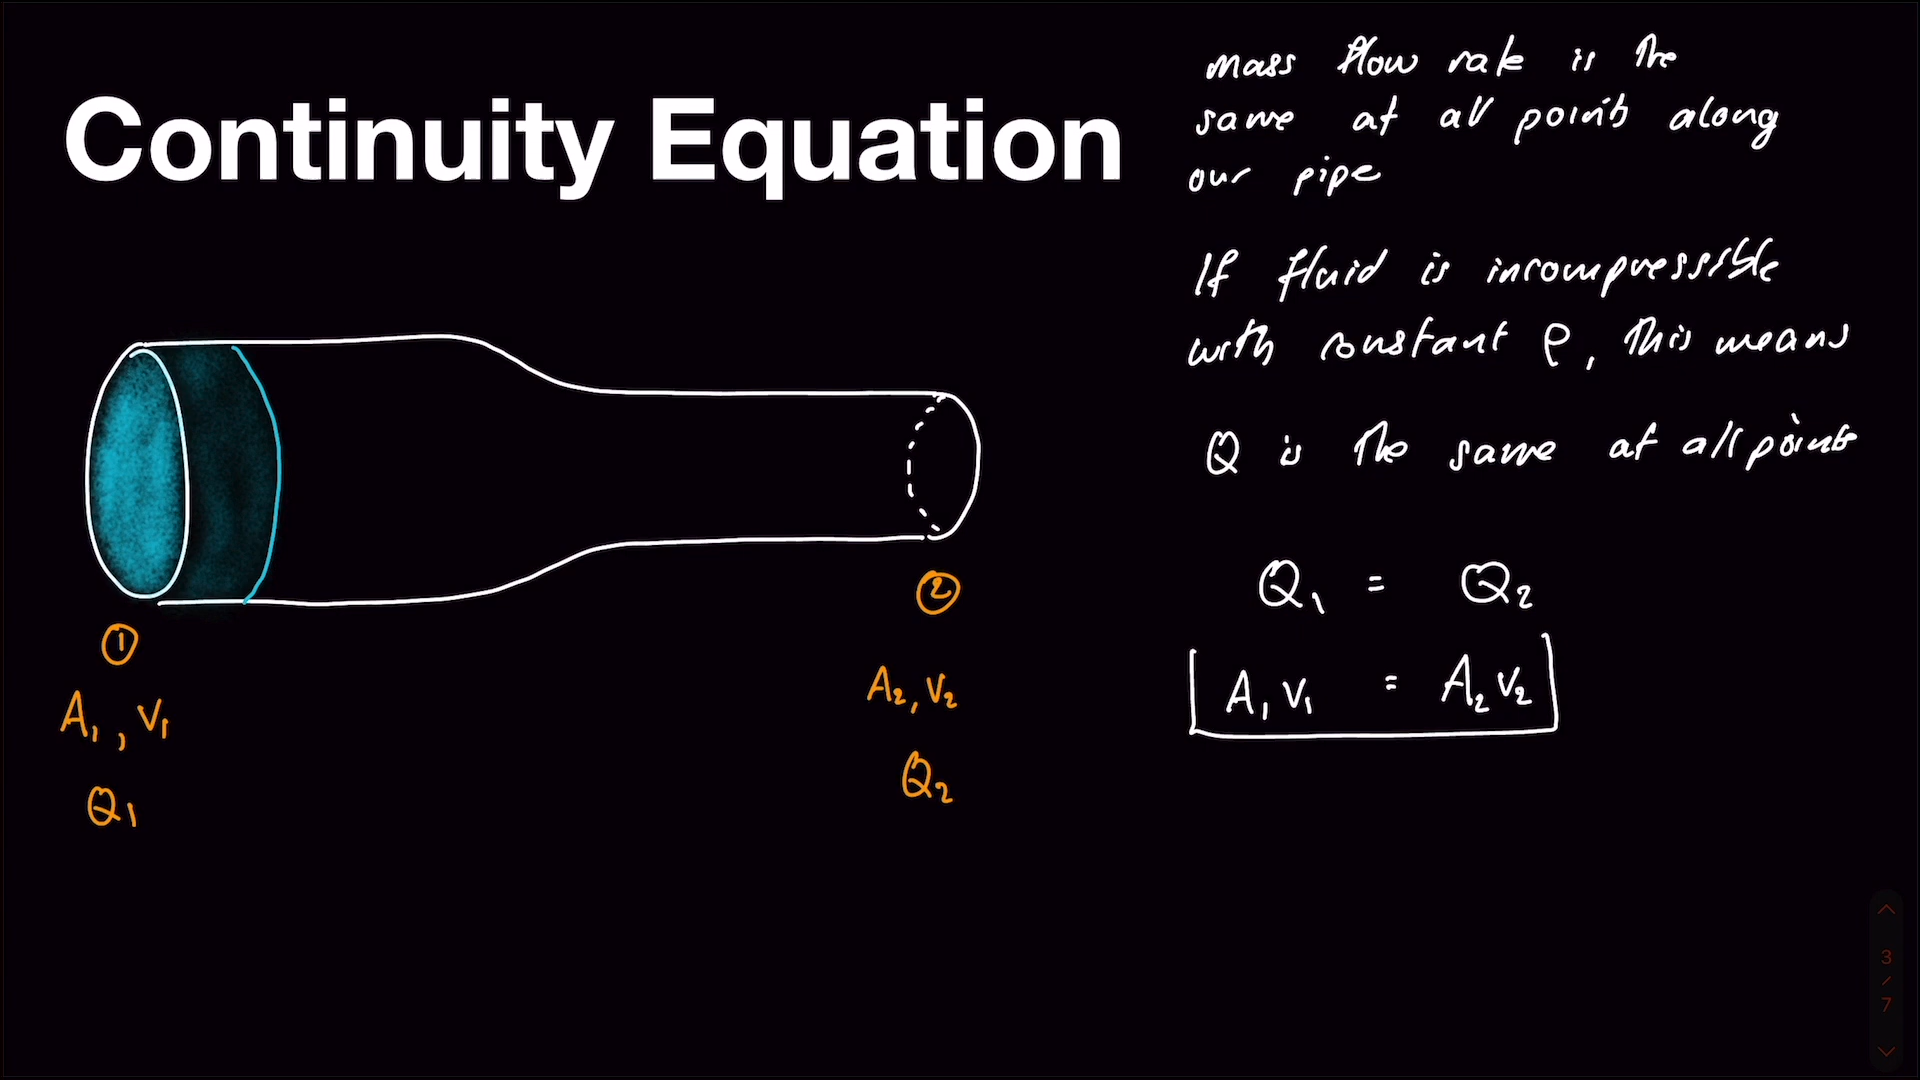 Continuity Equation
mass flow rate is the
same at all points along
our pipe
If fluid is incompressible
with constant ρ, this means
Q is the same at all points
Q₁ = Q₂
A₁ v₁ = A₂ v₂
①
A₁, v₁
Q₁
②
A₂, v₂
Q₂
3
/
7